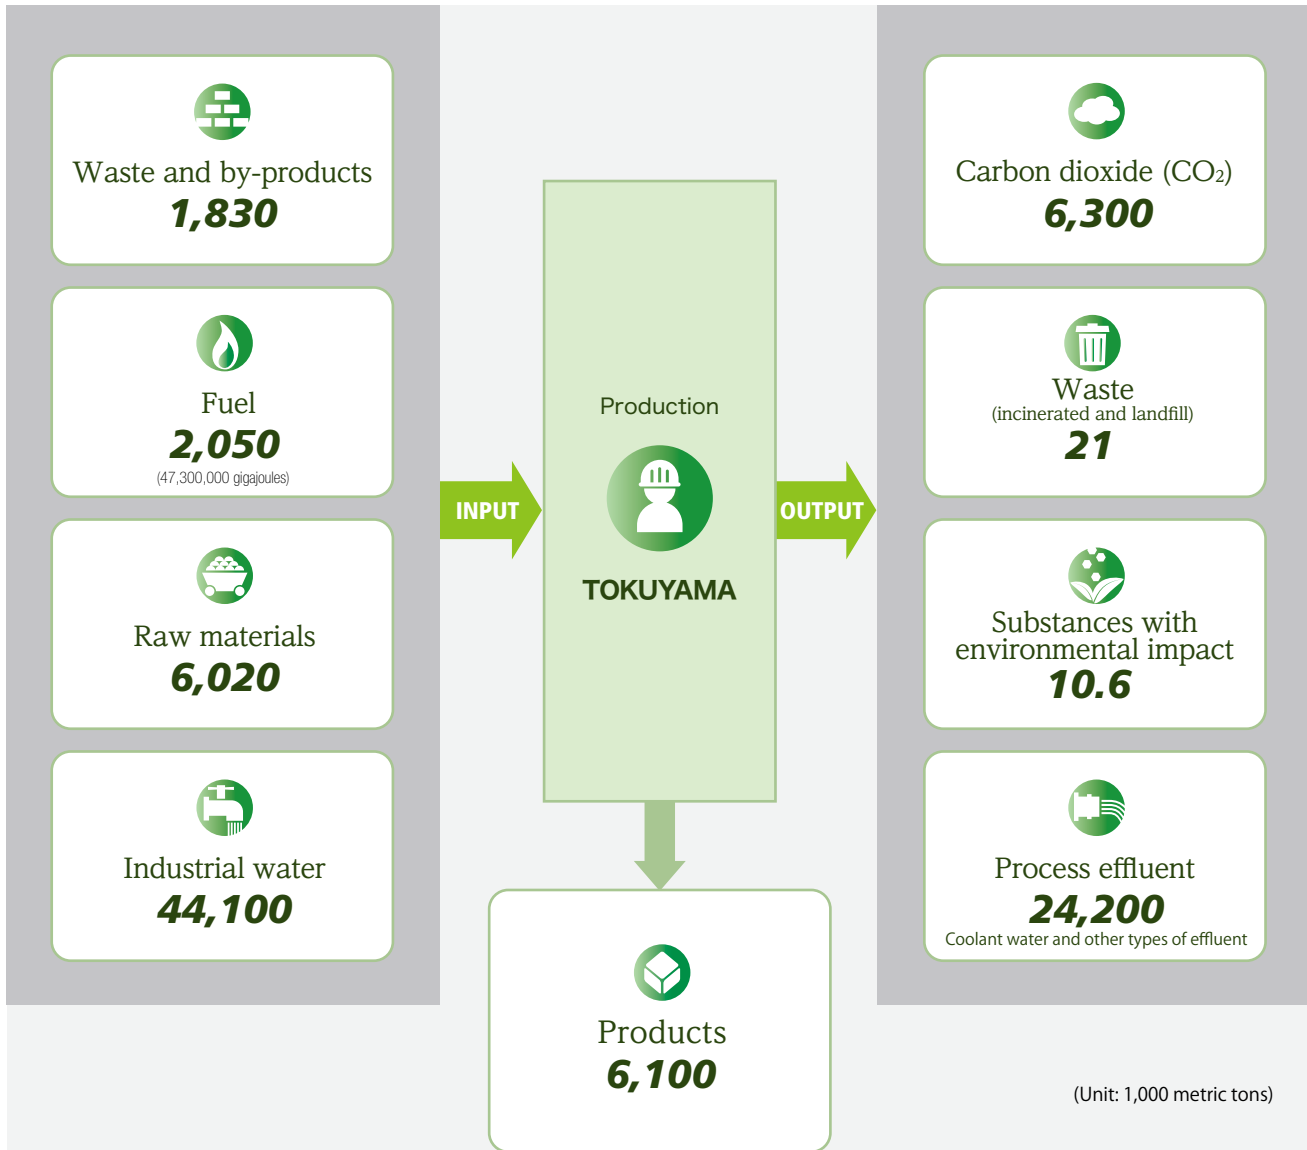 Waste and by-products
1,830
Fuel
2,050
(47,300,000 gigajoules)
Raw materials
6,020
Industrial water
44,100
INPUT
Production
TOKUYAMA
OUTPUT
Products
6,100
Carbon dioxide (CO₂)
6,300
Waste
(incinerated and landfill)
21
Substances with
environmental impact
10.6
Process effluent
24,200
Coolant water and other types of effluent
(Unit: 1,000 metric tons)